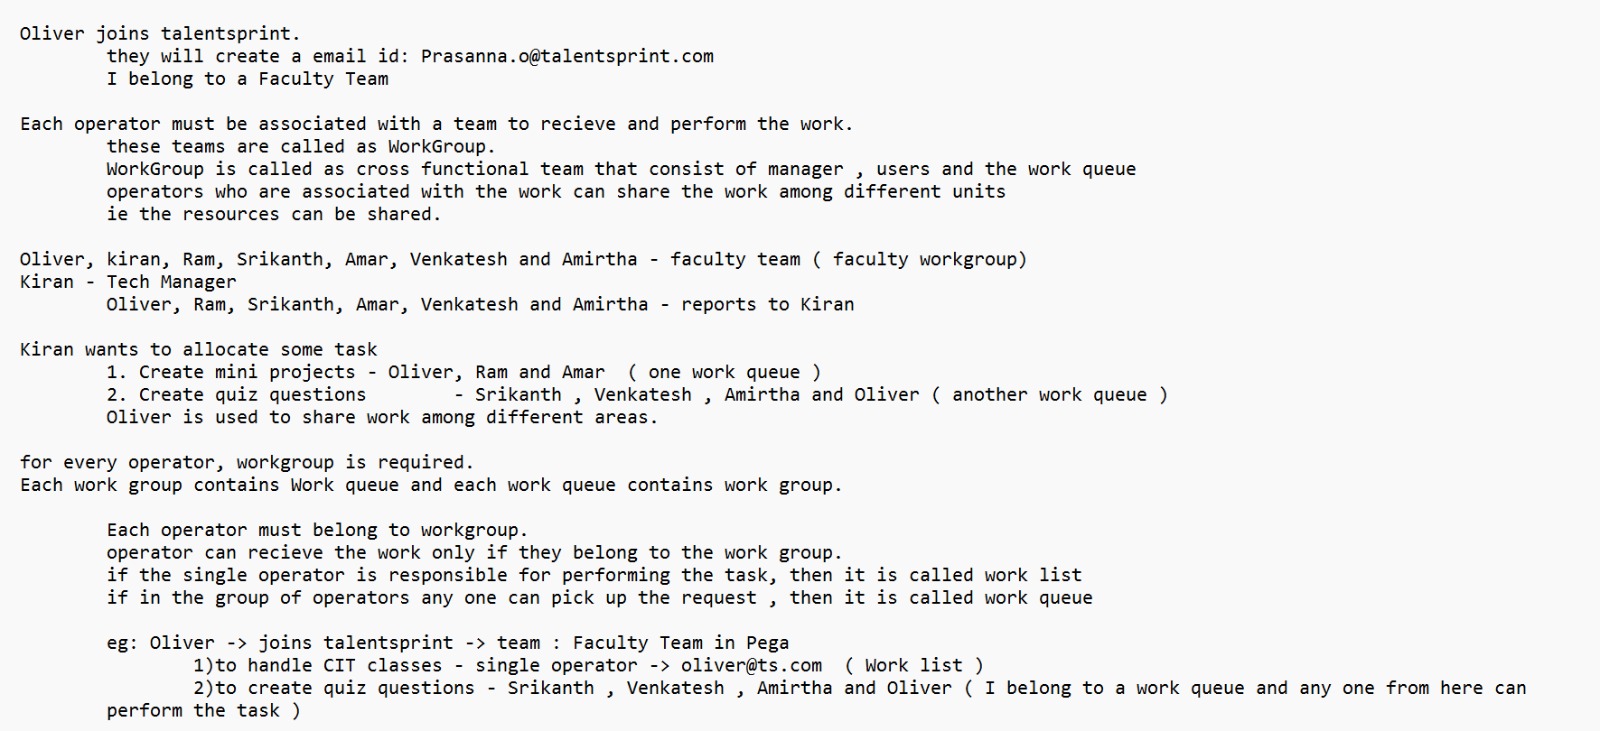 Oliver joins talentsprint.
they will create a email id: Prasanna.o@talentsprint.com
I belong to a Faculty Team
Each operator must be associated with a team to recieve and perform the work.
these teams are called as WorkGroup.
WorkGroup is called as cross functional team that consist of manager , users and the work queue
operators who are associated with the work can share the work among different units
ie the resources can be shared.
Oliver, kiran, Ram, Srikanth, Amar, Venkatesh and Amirtha - faculty team ( faculty workgroup)
Kiran - Tech Manager
Oliver, Ram, Srikanth, Amar, Venkatesh and Amirtha - reports to Kiran
Kiran wants to allocate some task
1. Create mini projects - Oliver, Ram and Amar  ( one work queue )
2. Create quiz questions        - Srikanth , Venkatesh , Amirtha and Oliver ( another work queue )
Oliver is used to share work among different areas.
for every operator, workgroup is required.
Each work group contains Work queue and each work queue contains work group.
Each operator must belong to workgroup.
operator can recieve the work only if they belong to the work group.
if the single operator is responsible for performing the task, then it is called work list
if in the group of operators any one can pick up the request , then it is called work queue
eg: Oliver -> joins talentsprint -> team : Faculty Team in Pega
1)to handle CIT classes - single operator -> oliver@ts.com  ( Work list )
2)to create quiz questions - Srikanth , Venkatesh , Amirtha and Oliver ( I belong to a work queue and any one from here can
perform the task )